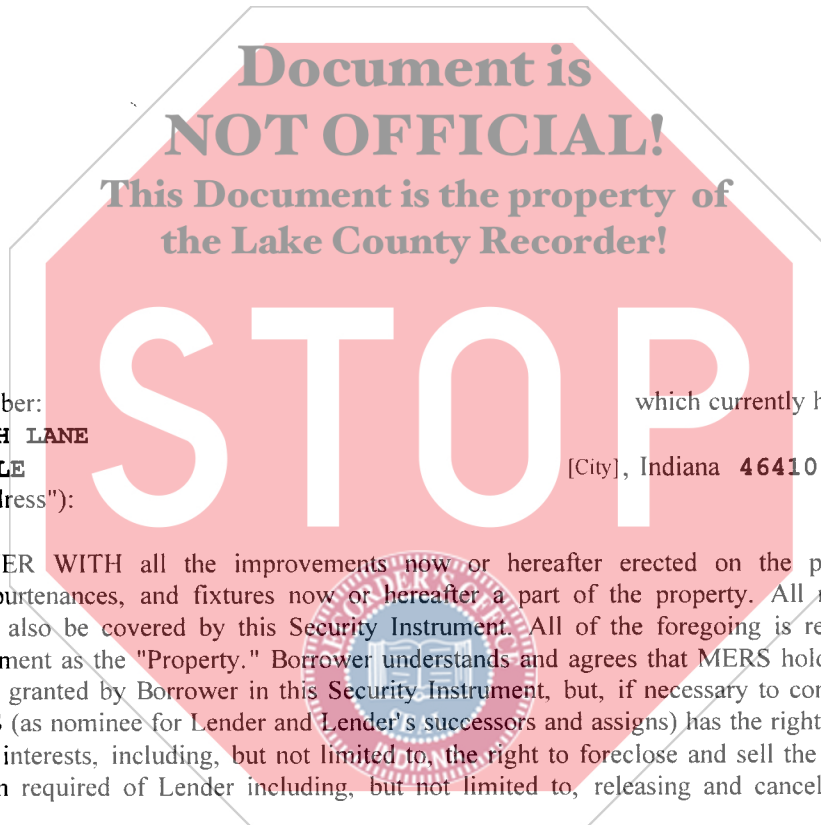 Document is
NOT OFFICIAL!
This Document is the property of
the Lake County Recorder!
STOP
ber: which currently h
H LANE
LE [City], Indiana 46410
dress"):
ER WITH all the improvements now or hereafter erected on the p
purtenances, and fixtures now or hereafter a part of the property. All r
also be covered by this Security Instrument. All of the foregoing is re
ment as the "Property." Borrower understands and agrees that MERS hold
granted by Borrower in this Security Instrument, but, if necessary to con
S (as nominee for Lender and Lender's successors and assigns) has the right
interests, including, but not limited to, the right to foreclose and sell the
n required of Lender including, but not limited to, releasing and cancel
RECORDER'S OFFICE
INDIANA